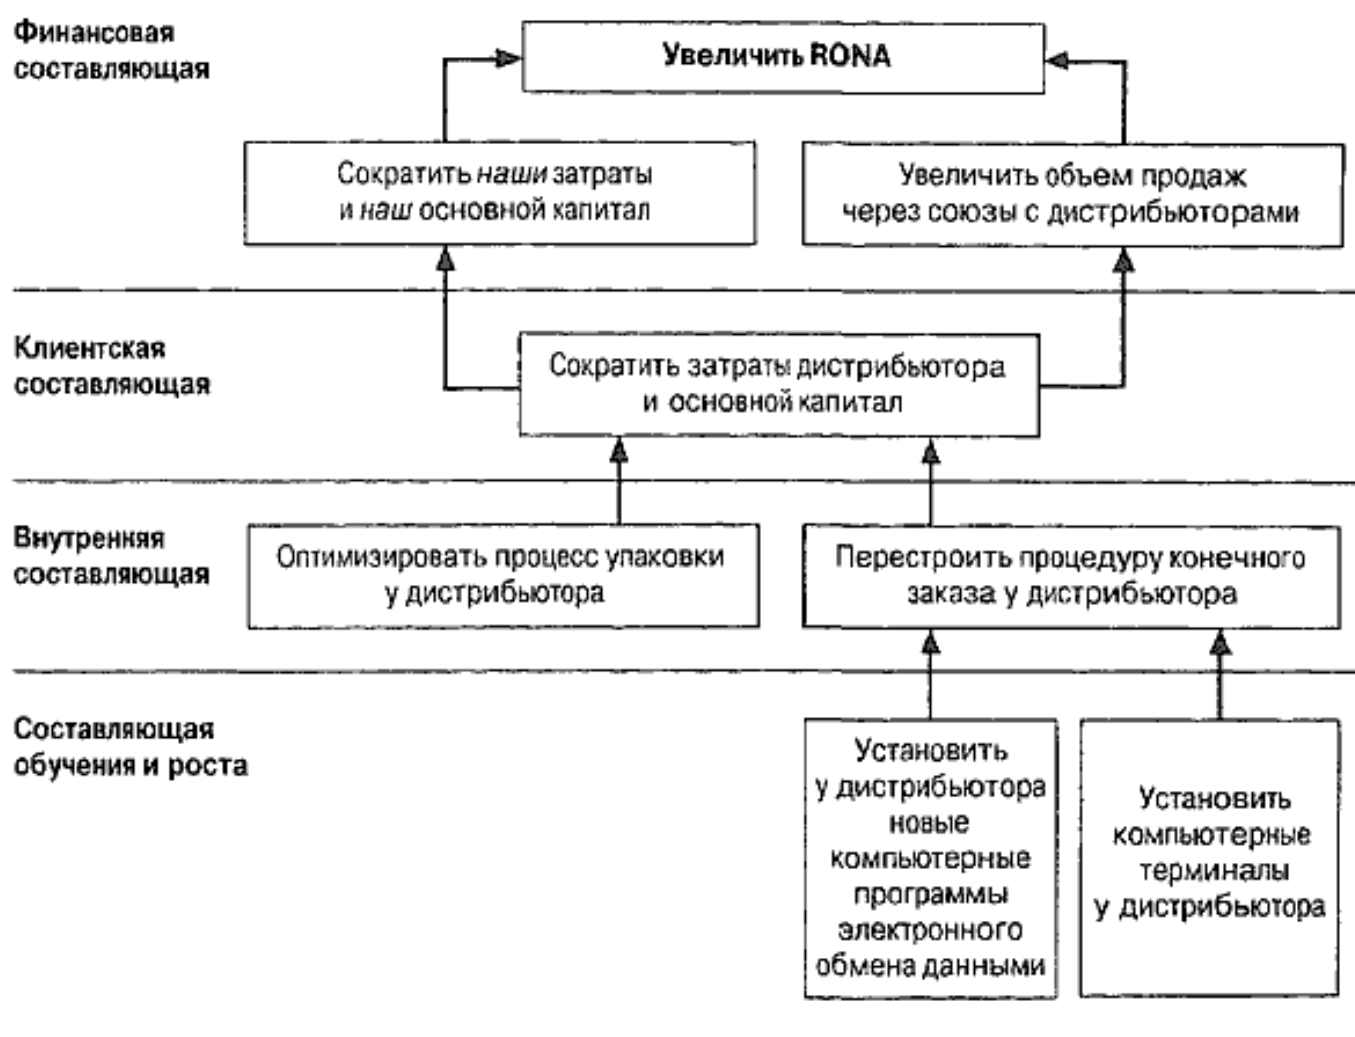 Финансовая
составляющая
Увеличить RONA
Сократить наши затраты
и наш основной капитал
Увеличить объем продаж
через союзы с дистрибьюторами
Клиентская
составляющая
Сократить затраты дистрибьютора
и основной капитал
Внутренняя
составляющая
Оптимизировать процесс упаковки
у дистрибьютора
Перестроить процедуру конечного
заказа у дистрибьютора
Составляющая
обучения и роста
Установить
у дистрибьютора
новые
компьютерные
программы
электронного
обмена данными
Установить
компьютерные
терминалы
у дистрибьютора